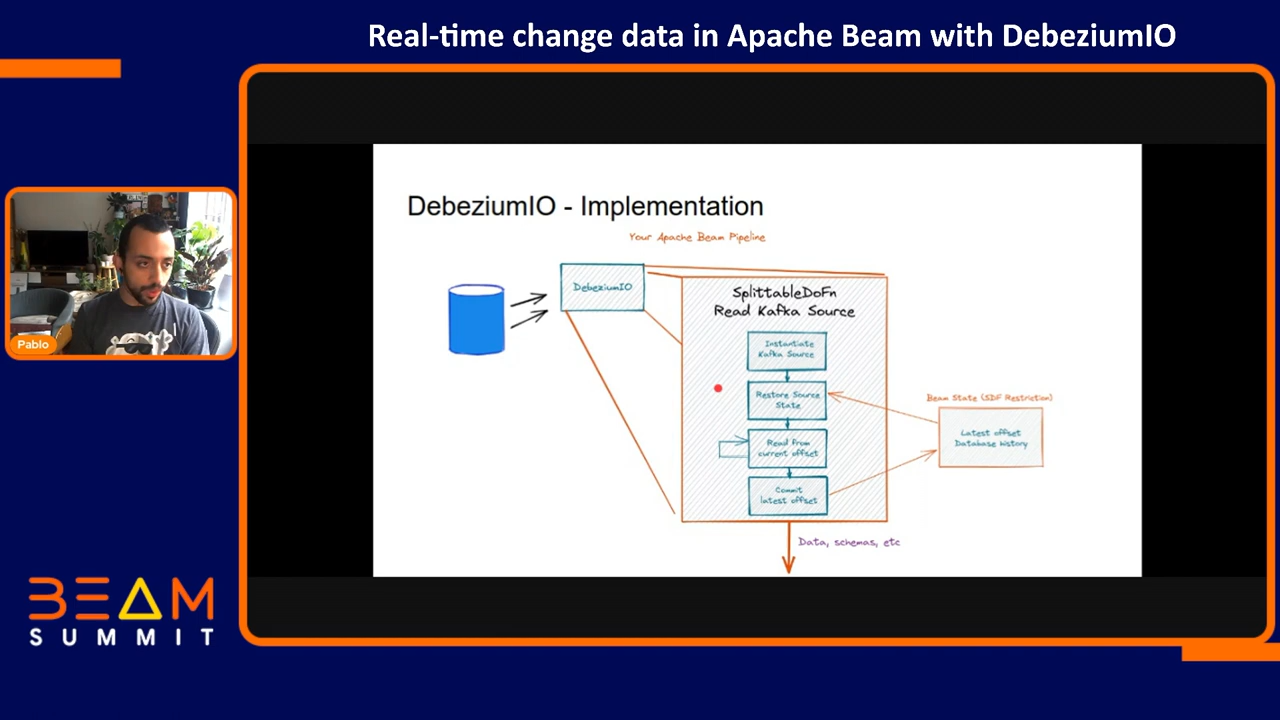 Real-time change data in Apache Beam with DebeziumIO
DebeziumIO - Implementation
Your Apache Beam Pipeline
DebeziumIO
SplittableDoFn
Read Kafka Source
Instantiate
Kafka Source
Restore Source
State
Read from
current offset
Commit
latest offset
Beam State (SDF Restriction)
Latest offset
Database history
Data, schemas, etc
Pablo
BEAM
SUMMIT